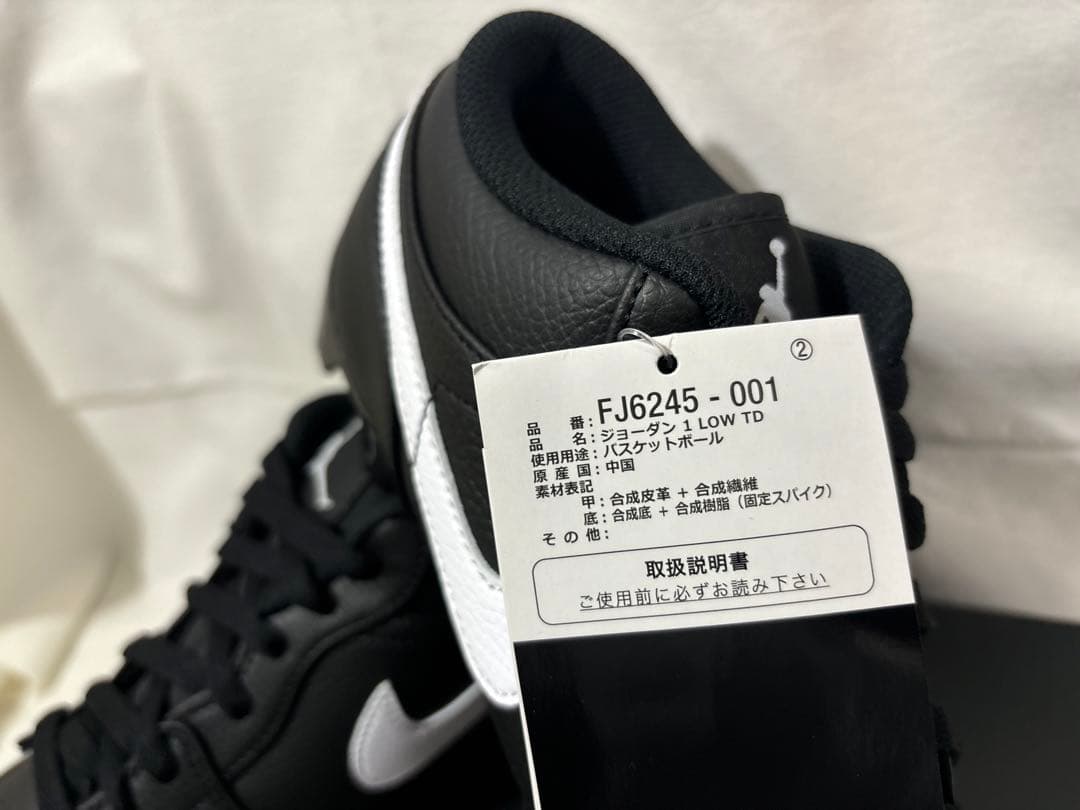 ②
品 番: FJ6245 - 001
品 名: ジョーダン 1 LOW TD
使用用途: バスケットボール
原 産 国: 中国
素材表記
甲: 合成皮革 + 合成繊維
底: 合成底 + 合成樹脂 (固定スパイク)
そ の 他:
取扱説明書
ご使用前に必ずお読み下さい